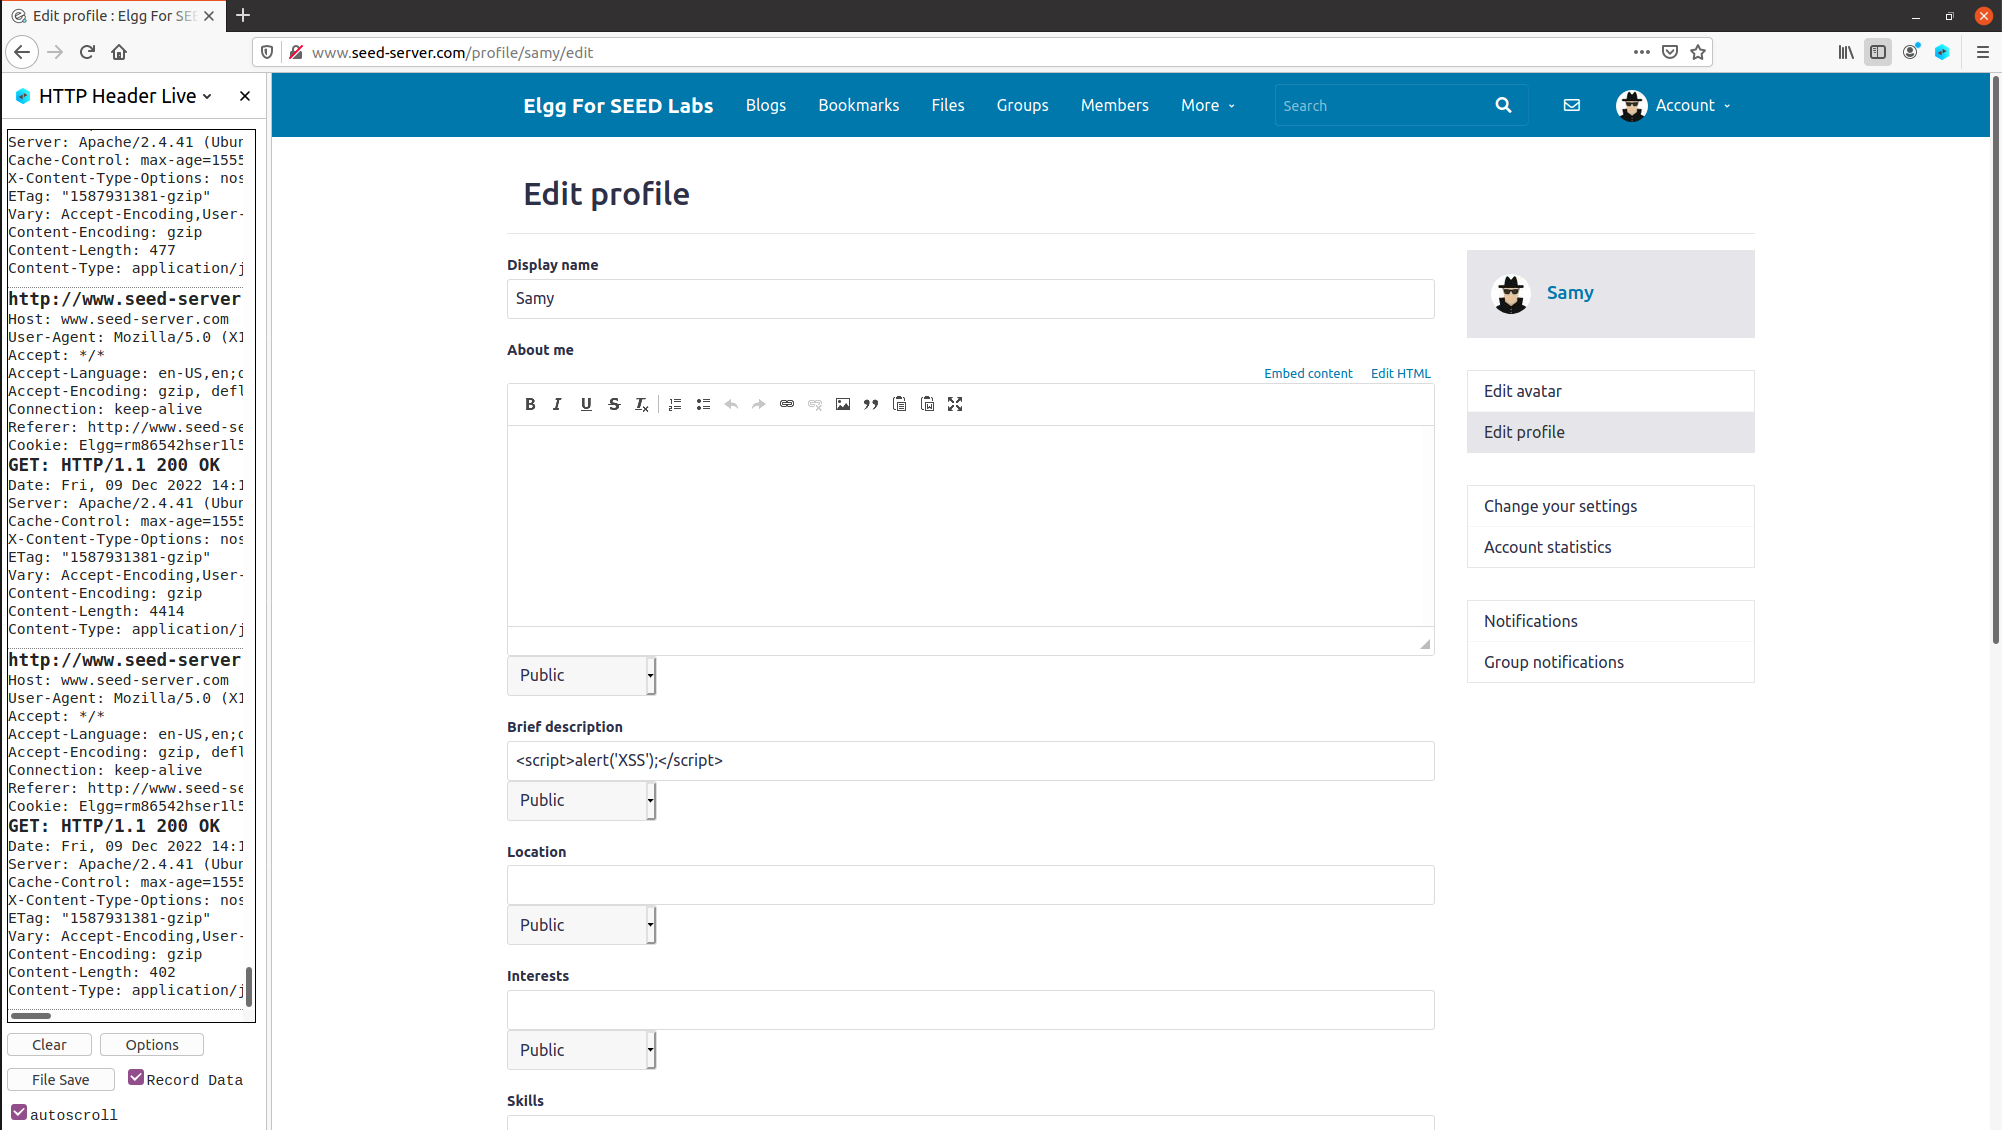 Edit profile : Elgg For SEE
www.seed-server.com/profile/samy/edit
HTTP Header Live
Server: Apache/2.4.41 (Ubun
Cache-Control: max-age=1555
X-Content-Type-Options: nos
ETag: "1587931381-gzip"
Vary: Accept-Encoding,User-
Content-Encoding: gzip
Content-Length: 477
Content-Type: application/j
http://www.seed-server
Host: www.seed-server.com
User-Agent: Mozilla/5.0 (X1
Accept: */*
Accept-Language: en-US,en;q
Accept-Encoding: gzip, defl
Connection: keep-alive
Referer: http://www.seed-se
Cookie: Elgg=rm86542hser1l5
GET: HTTP/1.1 200 OK
Date: Fri, 09 Dec 2022 14:1
Server: Apache/2.4.41 (Ubun
Cache-Control: max-age=1555
X-Content-Type-Options: nos
ETag: "1587931381-gzip"
Vary: Accept-Encoding,User-
Content-Encoding: gzip
Content-Length: 4414
Content-Type: application/j
http://www.seed-server
Host: www.seed-server.com
User-Agent: Mozilla/5.0 (X1
Accept: */*
Accept-Language: en-US,en;q
Accept-Encoding: gzip, defl
Connection: keep-alive
Referer: http://www.seed-se
Cookie: Elgg=rm86542hser1l5
GET: HTTP/1.1 200 OK
Date: Fri, 09 Dec 2022 14:1
Server: Apache/2.4.41 (Ubun
Cache-Control: max-age=1555
X-Content-Type-Options: nos
ETag: "1587931381-gzip"
Vary: Accept-Encoding,User-
Content-Encoding: gzip
Content-Length: 402
Content-Type: application/j
Clear Options
File Save Record Data
autoscroll
Elgg For SEED Labs Blogs Bookmarks Files Groups Members More Search Account
Edit profile
Display name
Samy
About me
Embed content Edit HTML
B I U S Tx
Public
Brief description
<script>alert('XSS');</script>
Public
Location
Public
Interests
Public
Skills
Samy
Edit avatar
Edit profile
Change your settings
Account statistics
Notifications
Group notifications